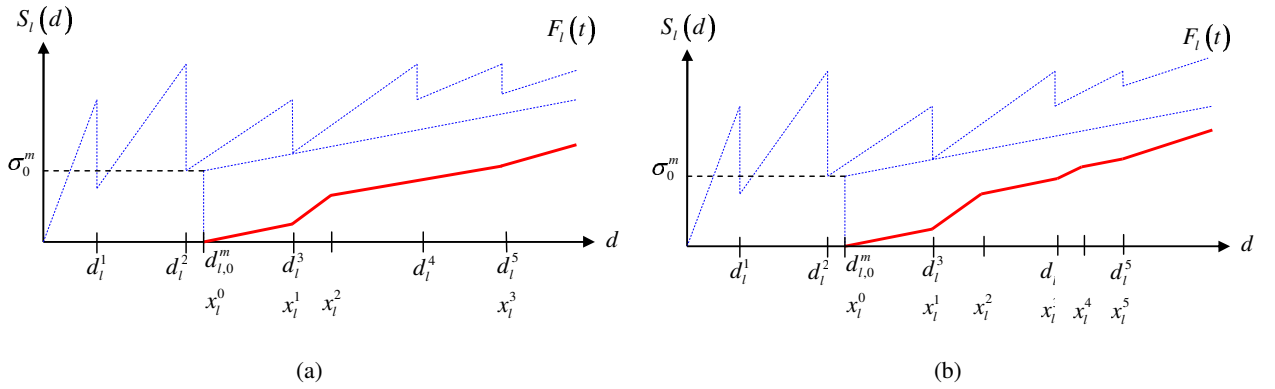 S_l(d)
F_l(t)
σ_0^m
d
d_l^1 d_l^2 d_{l,0}^m d_l^3 d_l^4 d_l^5
x_l^0 x_l^1 x_l^2 x_l^3
(a)
S_l(d)
F_l(t)
σ_0^m
d
d_l^1 d_l^2 d_{l,0}^m d_l^3 d_l d_l^5
x_l^0 x_l^1 x_l^2 x_l x_l^4 x_l^5
(b)